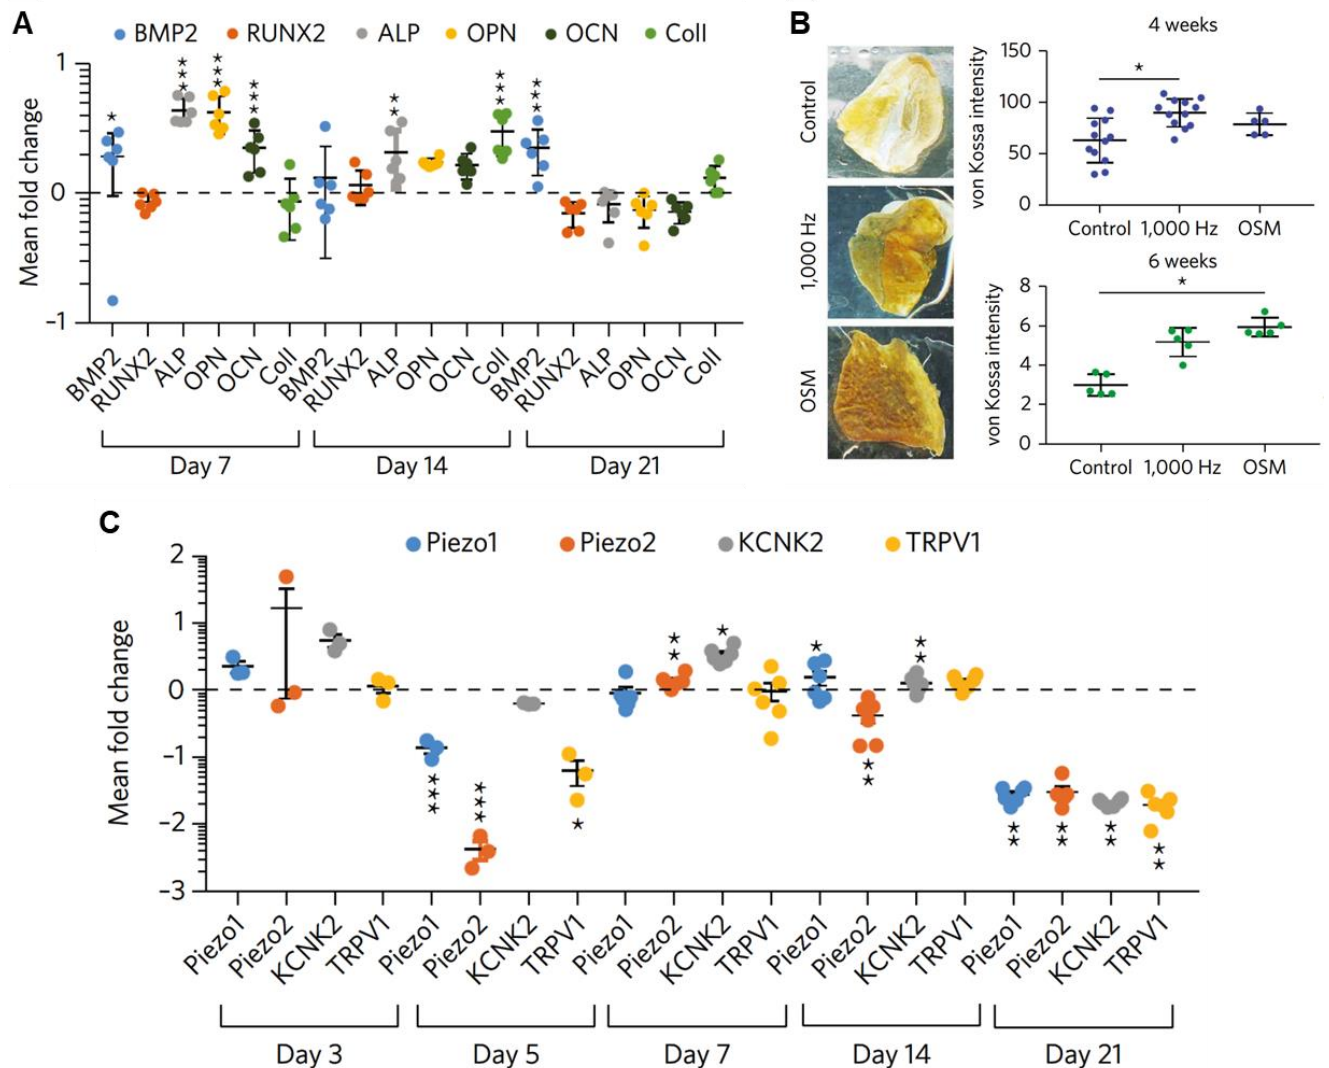 A
BMP2 RUNX2 ALP OPN OCN ColI
Mean fold change
1
0
−1
* *** *** *** ** *** ***
BMP2 RUNX2 ALP OPN OCN ColI BMP2 RUNX2 ALP OPN OCN ColI BMP2 RUNX2 ALP OPN OCN ColI
Day 7 Day 14 Day 21
B
Control
1,000 Hz
OSM
4 weeks
von Kossa intensity
150
100
50
0
*
Control 1,000 Hz OSM
6 weeks
von Kossa intensity
8
6
4
2
0
*
Control 1,000 Hz OSM
C
Piezo1 Piezo2 KCNK2 TRPV1
Mean fold change
2
1
0
−1
−2
−3
*** *** * ** * * ** ** ** ** ** **
Piezo1 Piezo2 KCNK2 TRPV1 Piezo1 Piezo2 KCNK2 TRPV1 Piezo1 Piezo2 KCNK2 TRPV1 Piezo1 Piezo2 KCNK2 TRPV1 Piezo1 Piezo2 KCNK2 TRPV1
Day 3 Day 5 Day 7 Day 14 Day 21